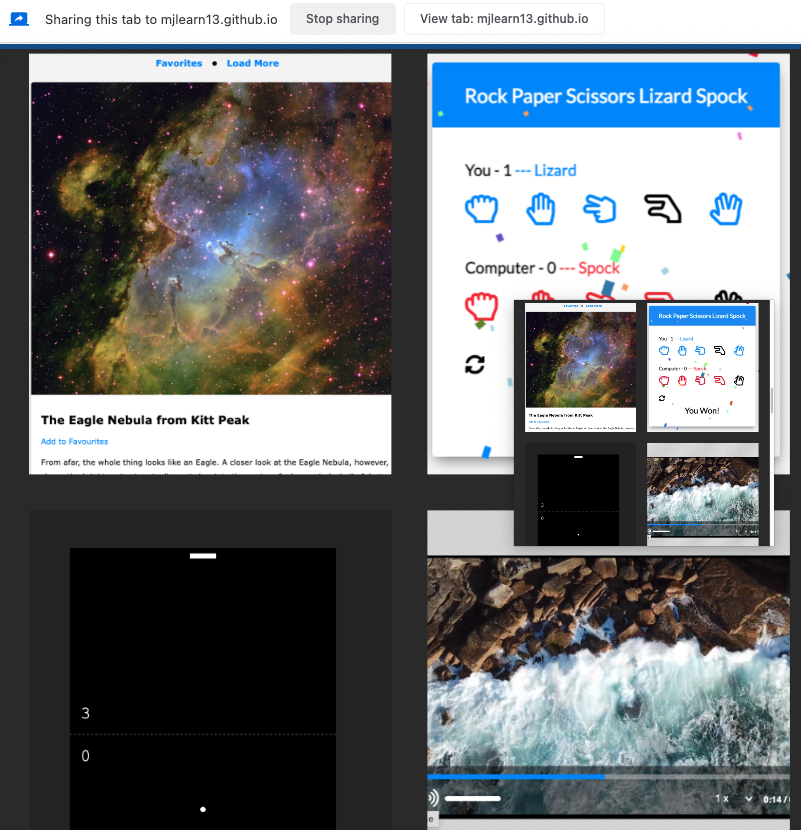 Sharing this tab to mjlearn13.github.io
Stop sharing
View tab: mjlearn13.github.io
Favorites • Load More
The Eagle Nebula from Kitt Peak
Add to Favourites
From afar, the whole thing looks like an Eagle. A closer look at the Eagle Nebula, however,
Rock Paper Scissors Lizard Spock
You - 1 --- Lizard
Computer - 0 --- Spock
The Eagle Nebula from Kitt Peak
Rock Paper Scissors Lizard Spock
You - 1 --- Lizard
Computer - 0 --- Spock
You Won!
3
0
3
0
1 x
0:14 /